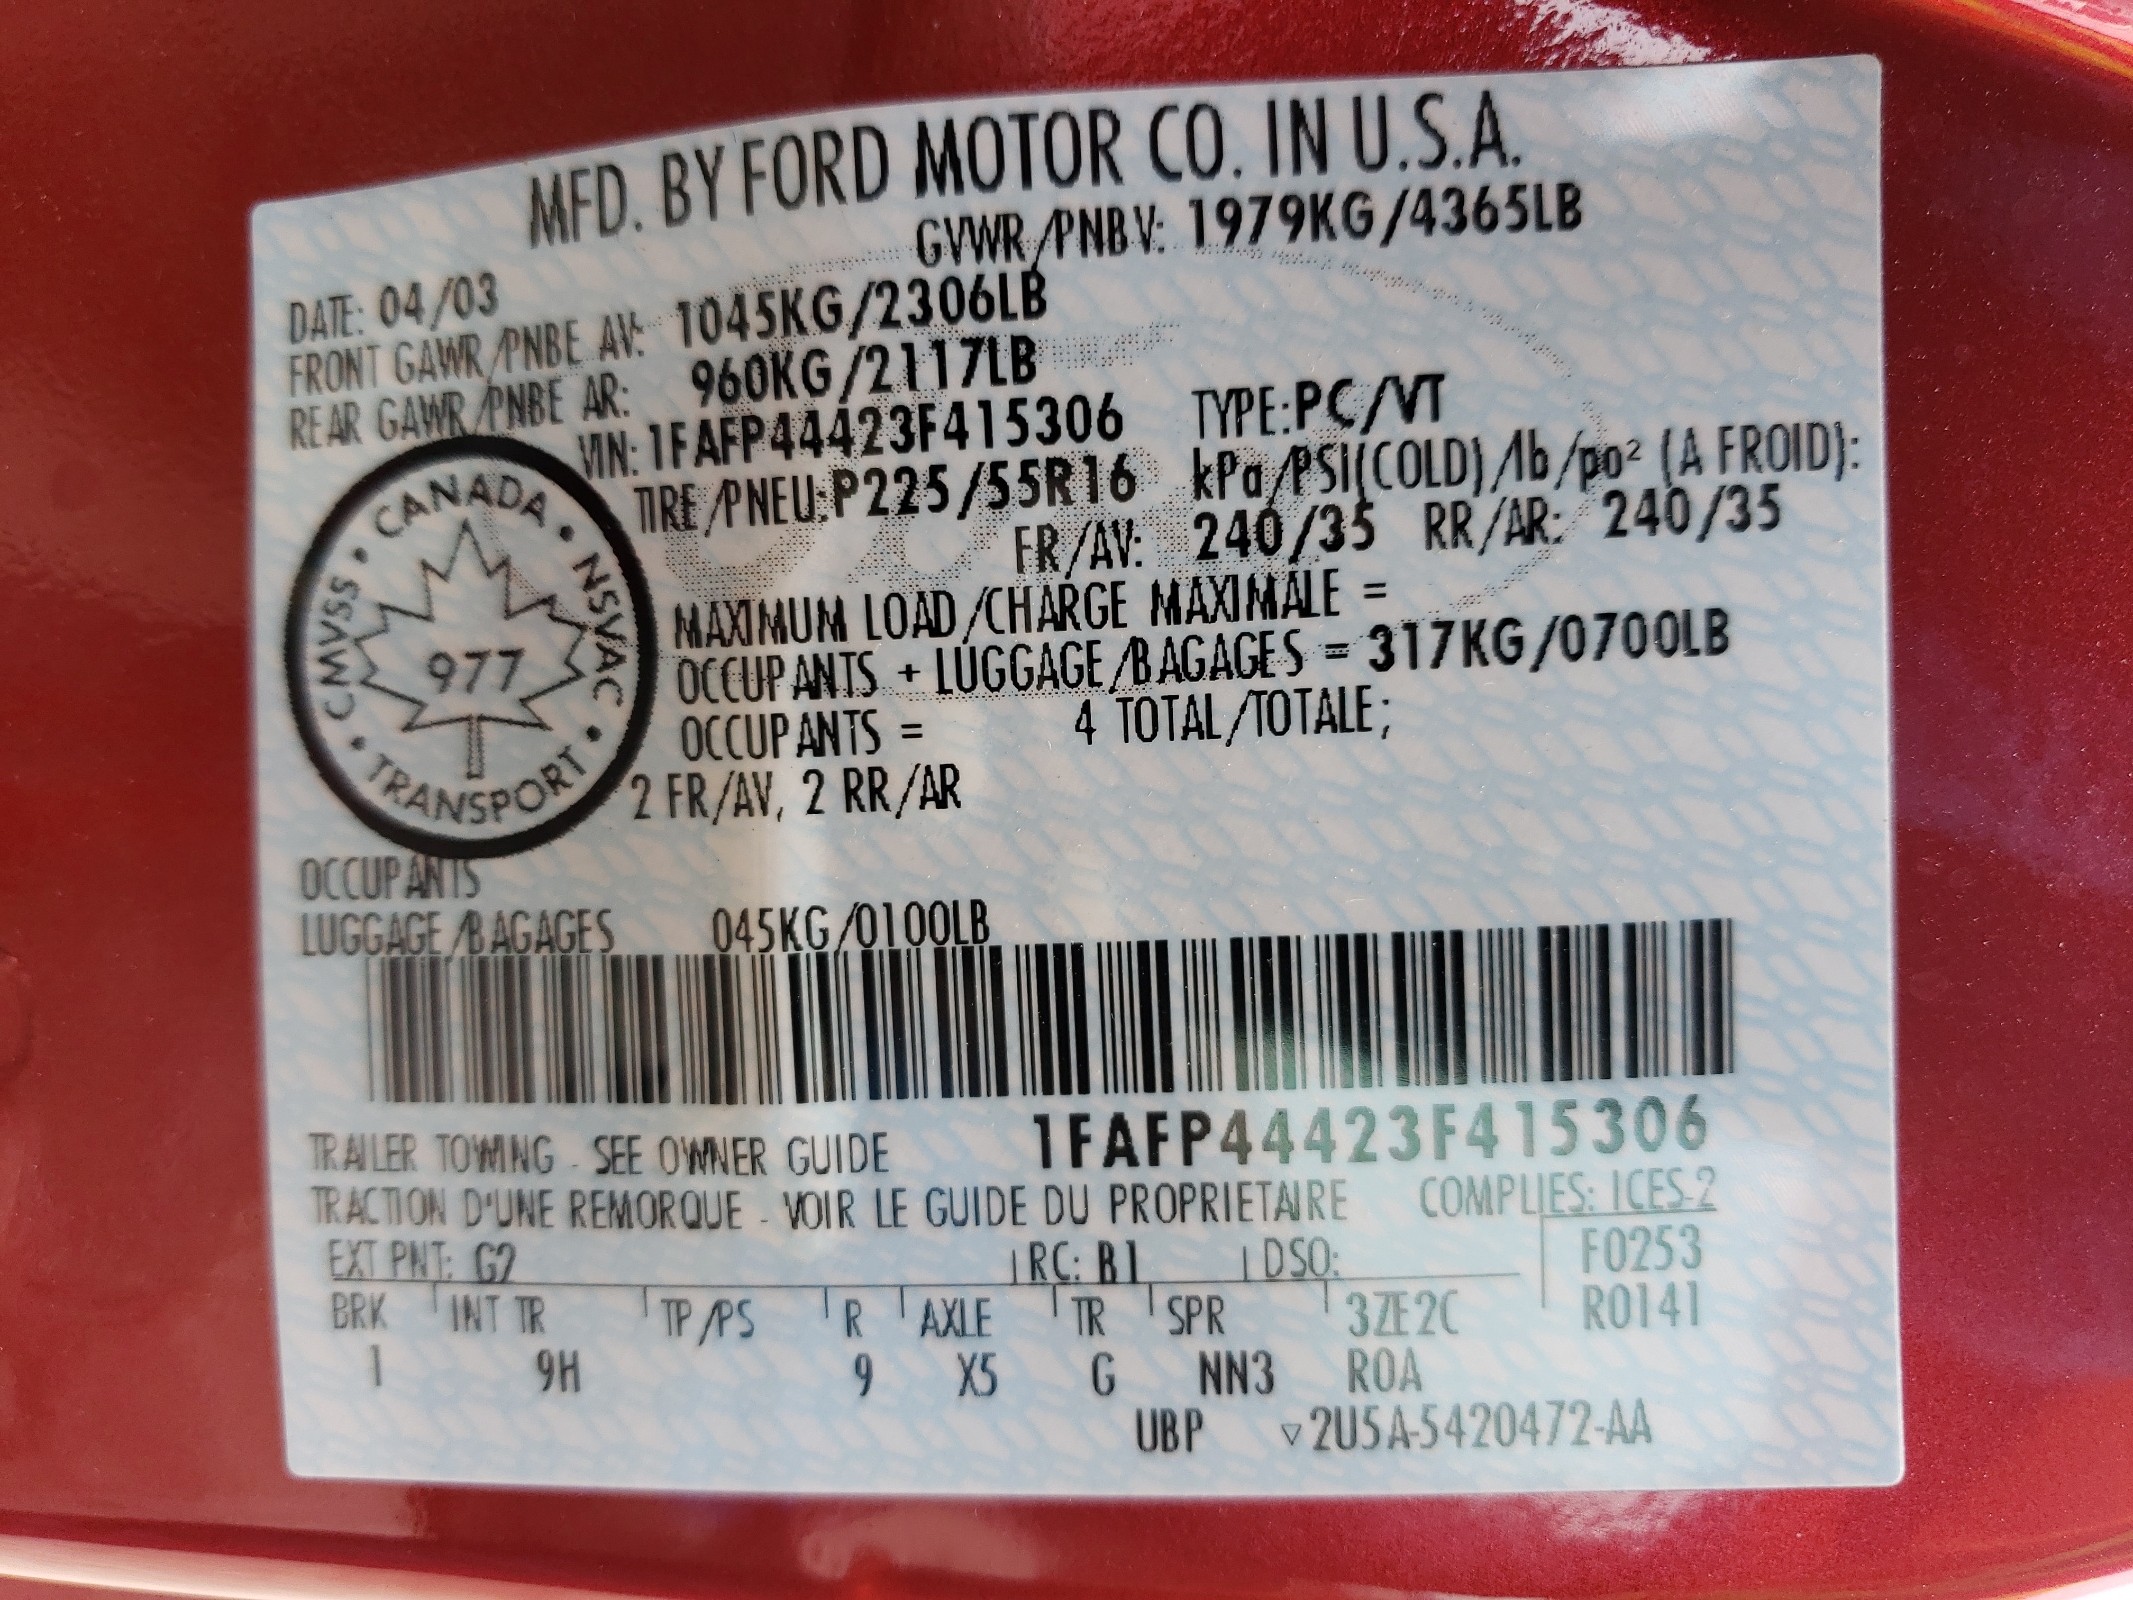 MFD. BY FORD MOTOR CO. IN U.S.A.
GVWR/PNBV: 1979KG/4365LB
DATE: 04/03
FRONT GAWR/PNBE AV: 1045KG/2306LB
REAR GAWR/PNBE AR: 960KG/2117LB
VIN: 1FAFP44423F415306 TYPE:PC/VT
TIRE/PNEU:P225/55R16 kPa/PSI(COLD)/lb/po² (A FROID):
FR/AV: 240/35 RR/AR: 240/35
CANADA • NSVAC • TRANSPORT • CMVSS •
977
MAXIMUM LOAD/CHARGE MAXIMALE =
OCCUPANTS + LUGGAGE/BAGAGES = 317KG/0700LB
OCCUPANTS = 4 TOTAL/TOTALE;
2 FR/AV, 2 RR/AR
OCCUPANTS
LUGGAGE/BAGAGES 045KG/0100LB
1FAFP44423F415306
TRAILER TOWING - SEE OWNER GUIDE
TRACTION D'UNE REMORQUE - VOIR LE GUIDE DU PROPRIETAIRE COMPLIES: ICES-2
EXT PNT: G2 RC: B1 DSO: F0253
BRK INT TR TP/PS R AXLE TR SPR 3ZE2C R0141
1 9H 9 X5 G NN3 ROA
UBP ▽2U5A-5420472-AA